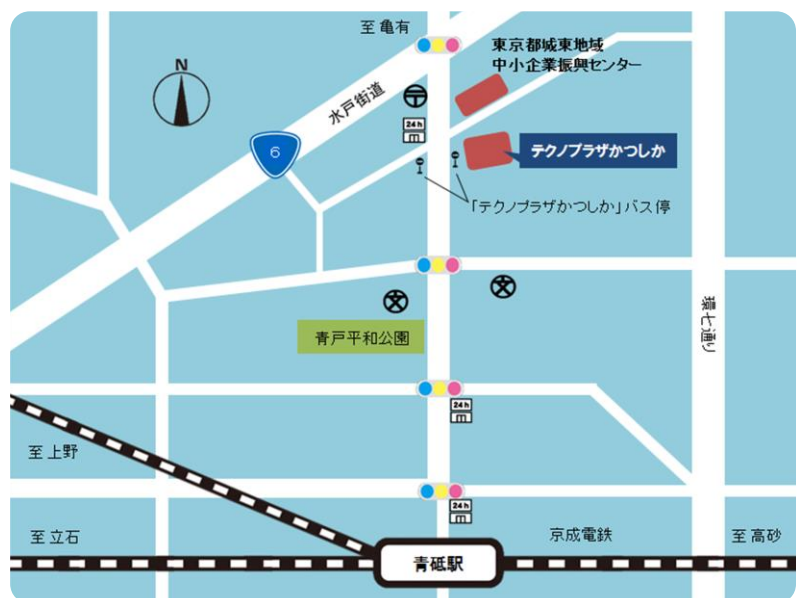 至亀有
東京都城東地域
中小企業振興センター
N
水戸街道
24h
6
テクノプラザかつしか
「テクノプラザかつしか」バス停
青戸平和公園
環七通り
24h
至上野
24h
至立石
京成電鉄
至高砂
青砥駅